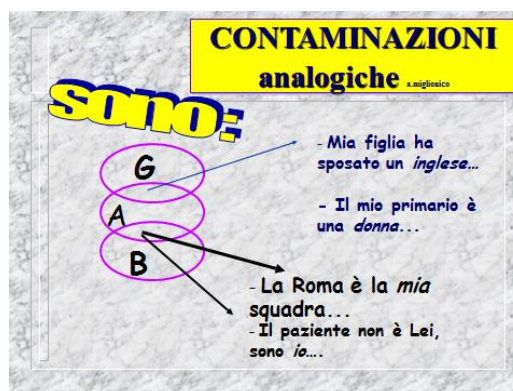 CONTAMINAZIONI
analogiche a.miglionico
sono:
G
A
B
- Mia figlia ha
sposato un inglese...
- Il mio primario è
una donna...
- La Roma è la mia
squadra...
- Il paziente non è Lei,
sono io....